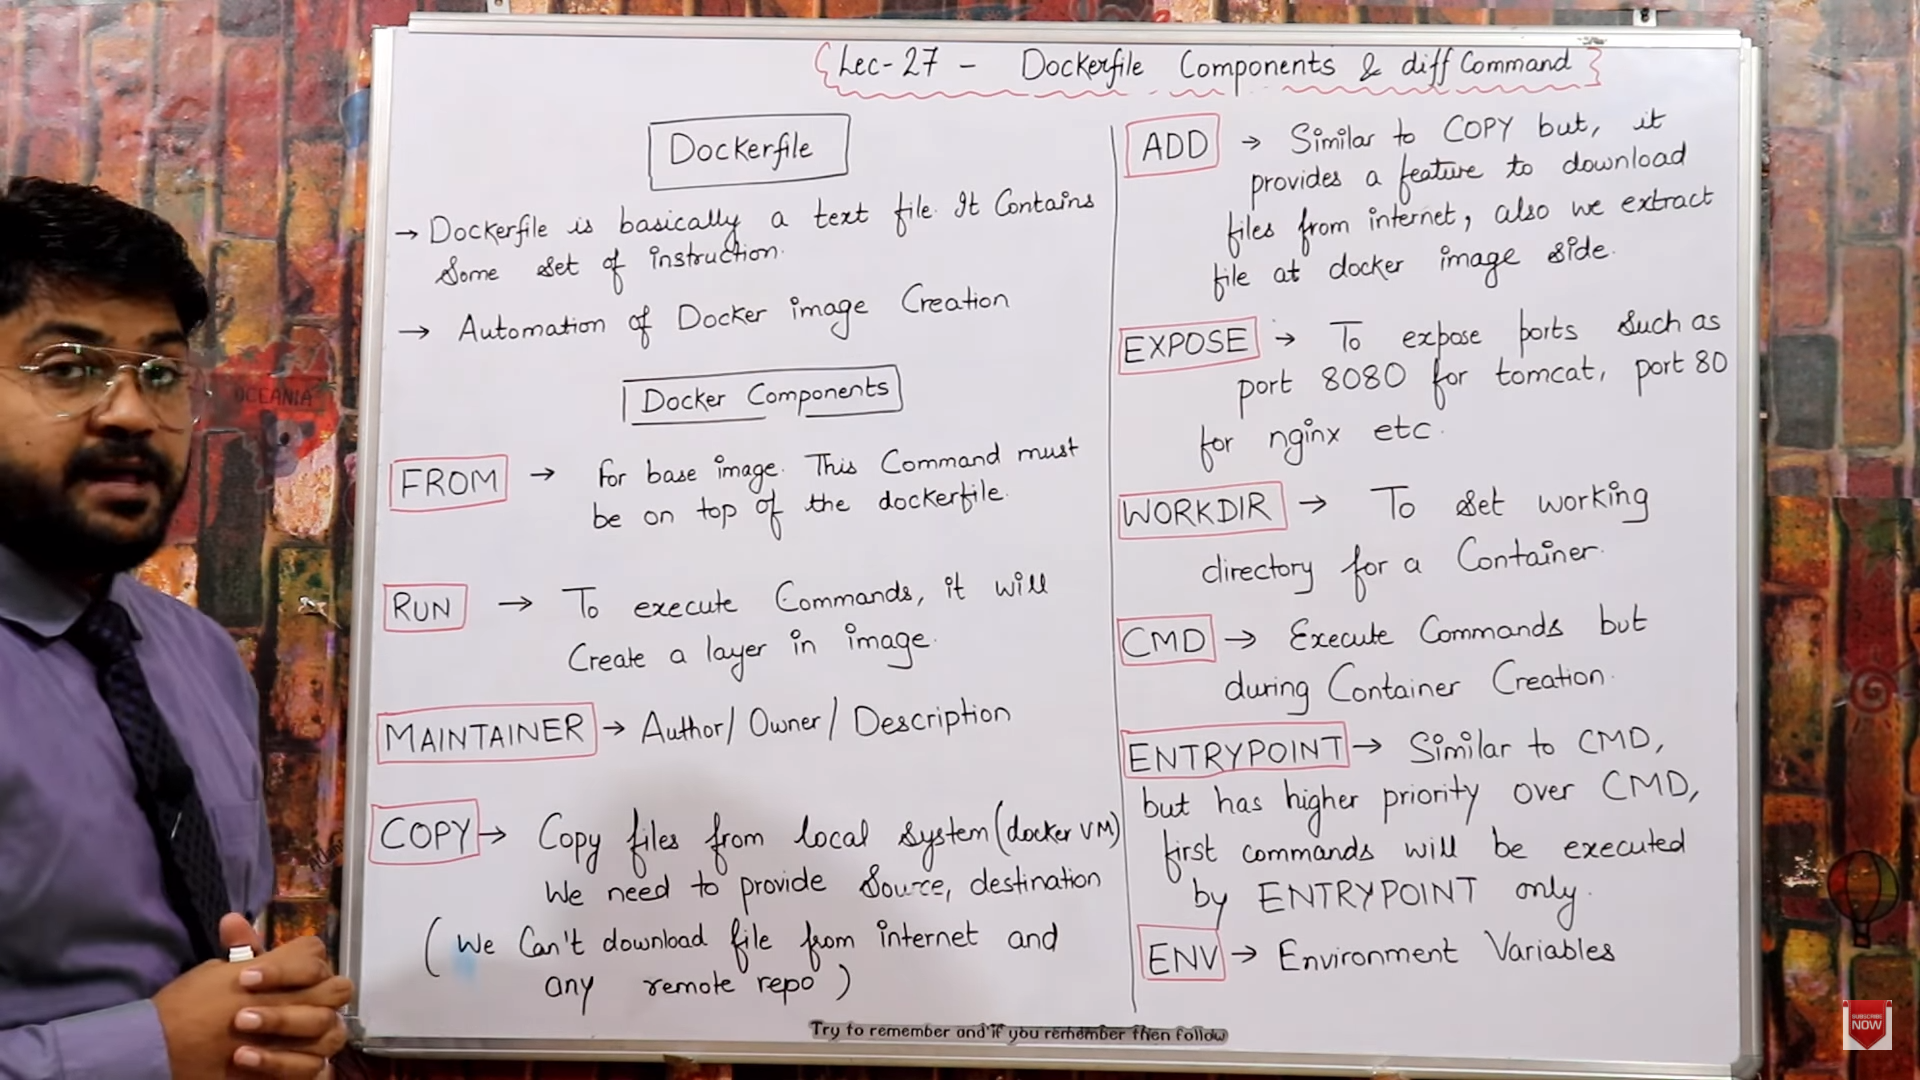 Lec-27 - Dockerfile Components & diff Command
Dockerfile
→ Dockerfile is basically a text file. It Contains
Some set of instruction.
→ Automation of Docker image Creation
Docker Components
FROM → For base image. This Command must
be on top of the dockerfile.
RUN → To execute Commands, it will
Create a layer in image.
MAINTAINER → Author/ Owner/ Description
COPY → Copy files from local system (docker VM)
We need to provide Source, destination
(We Can't download file from internet and
any remote repo)
ADD → Similar to COPY but, it
provides a feature to download
files from internet, also we extract
file at docker image side.
EXPOSE → To expose ports Such as
port 8080 for tomcat, port 80
for nginx etc.
WORKDIR → To set working
directory for a Container.
CMD → Execute Commands but
during Container Creation.
ENTRYPOINT → Similar to CMD,
but has higher priority over CMD,
first commands will be executed
by ENTRYPOINT only.
ENV → Environment Variables
Try to remember and if you remember then follow
OCEANIA
SUBSCRIBE
NOW